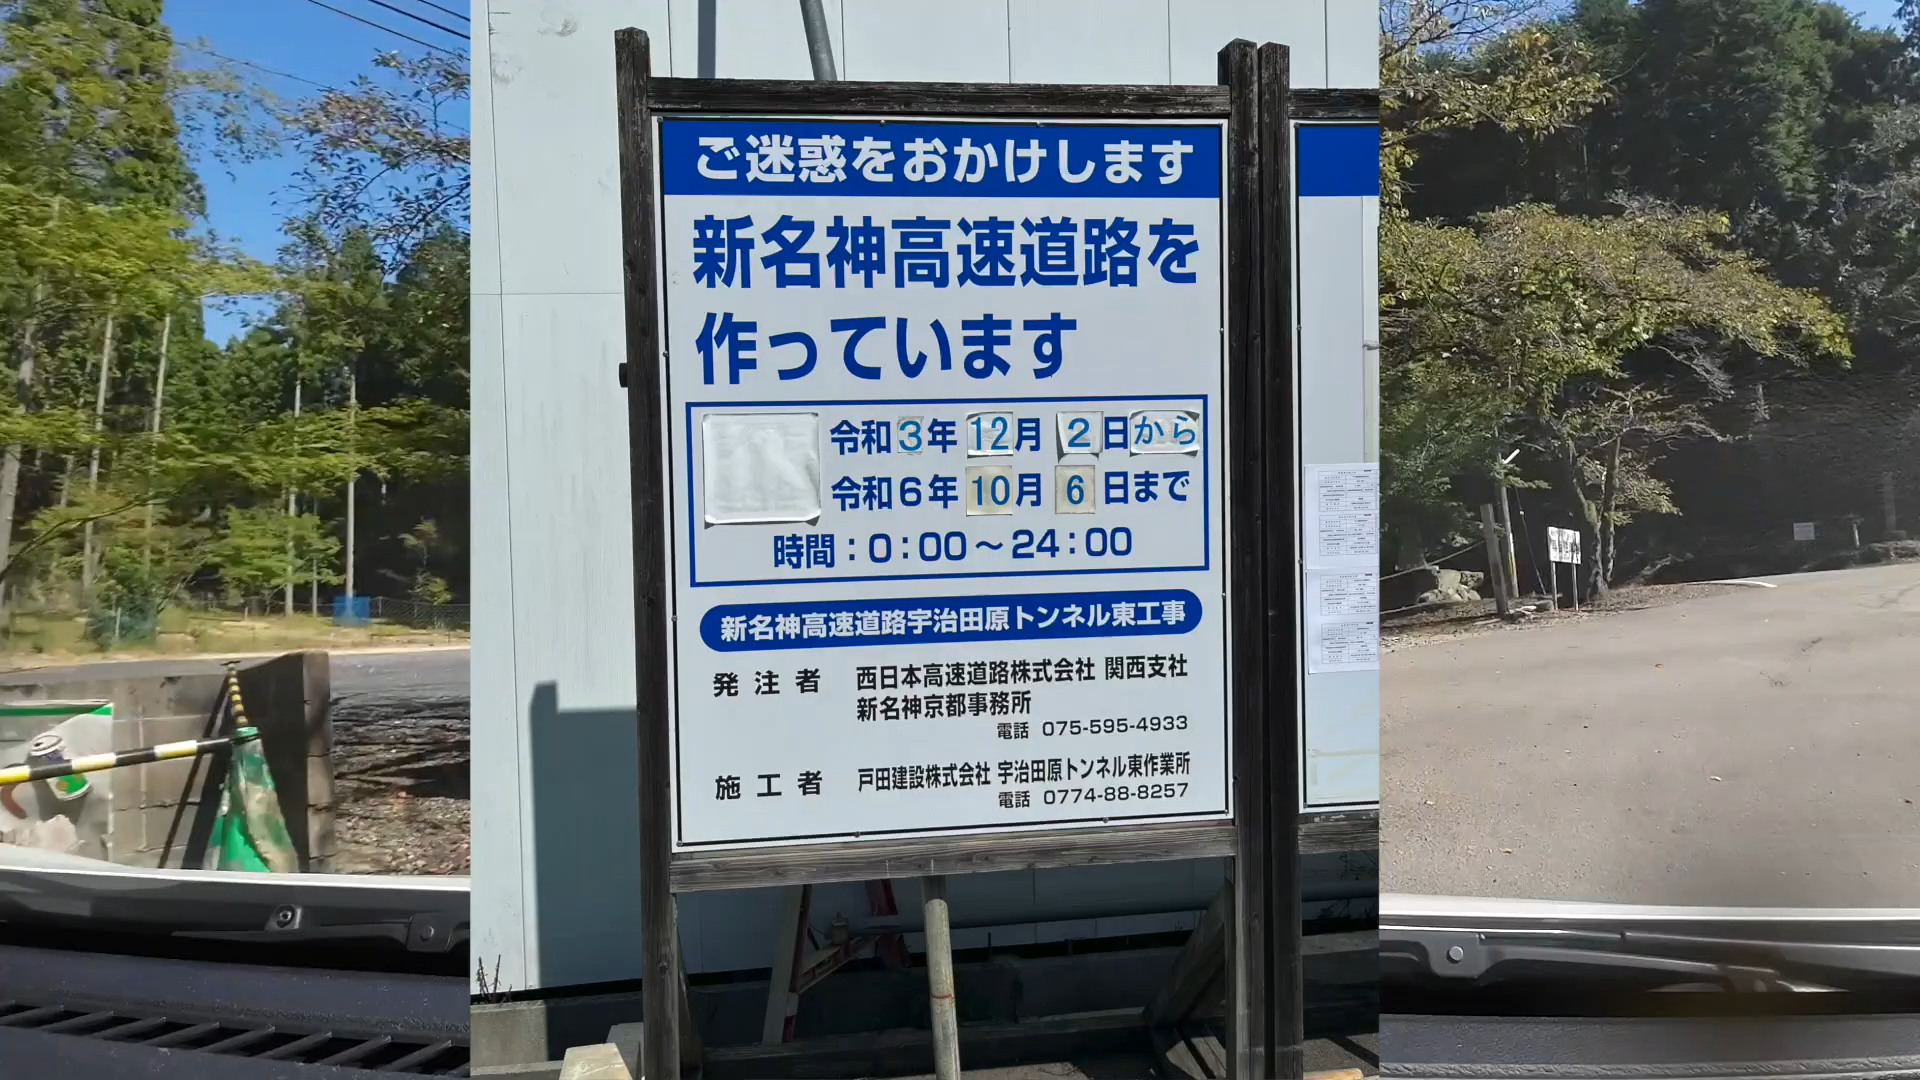 ご迷惑をおかけします
新名神高速道路を
作っています
令和3年 12月 2日から
令和6年 10月 6日まで
時間：0：00～24：00
新名神高速道路宇治田原トンネル東工事
発注者 西日本高速道路株式会社 関西支社
新名神京都事務所
電話 075-595-4933
施工者 戸田建設株式会社 宇治田原トンネル東作業所
電話 0774-88-8257